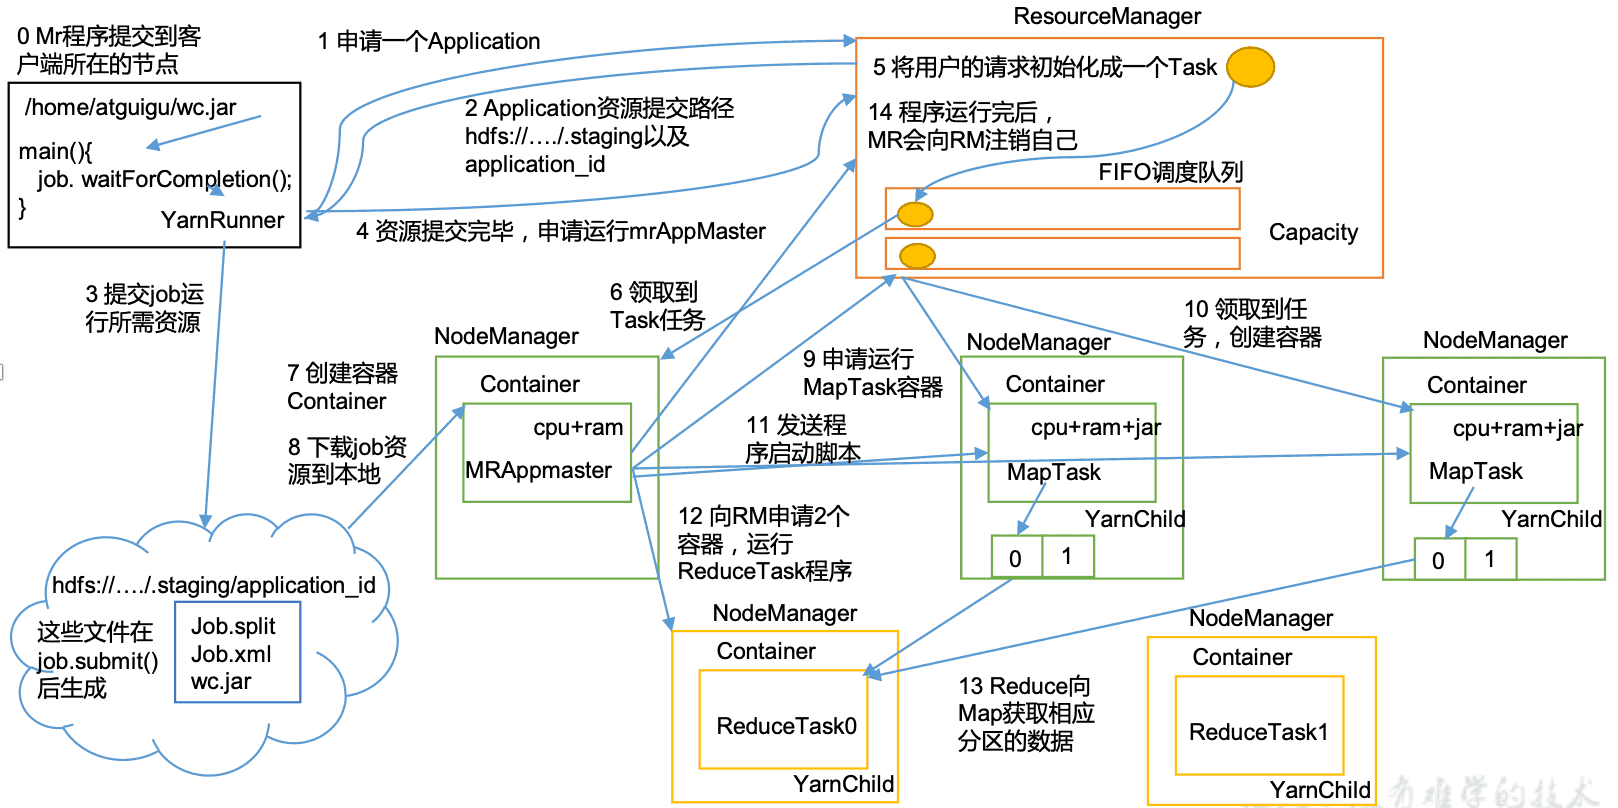 ResourceManager
0 Mr程序提交到客
户端所在的节点
/home/atguigu/wc.jar
main(){
job. waitForCompletion();
}
YarnRunner
1 申请一个Application
2 Application资源提交路径
hdfs://…./.staging以及
application_id
5 将用户的请求初始化成一个Task
14 程序运行完后，
MR会向RM注销自己
FIFO调度队列
Capacity
4 资源提交完毕，申请运行mrAppMaster
3 提交job运
行所需资源
6 领取到
Task任务
NodeManager
Container
cpu+ram
MRAppmaster
7 创建容器
Container
8 下载job资
源到本地
9 申请运行
MapTask容器
10 领取到任
务，创建容器
11 发送程
序启动脚本
NodeManager
Container
cpu+ram+jar
MapTask
YarnChild
0 1
NodeManager
Container
cpu+ram+jar
MapTask
YarnChild
0 1
hdfs://…./.staging/application_id
这些文件在
job.submit()
后生成
Job.split
Job.xml
wc.jar
12 向RM申请2个
容器，运行
ReduceTask程序
NodeManager
Container
ReduceTask0
YarnChild
13 Reduce向
Map获取相应
分区的数据
NodeManager
Container
ReduceTask1
YarnChild
有难学的技术